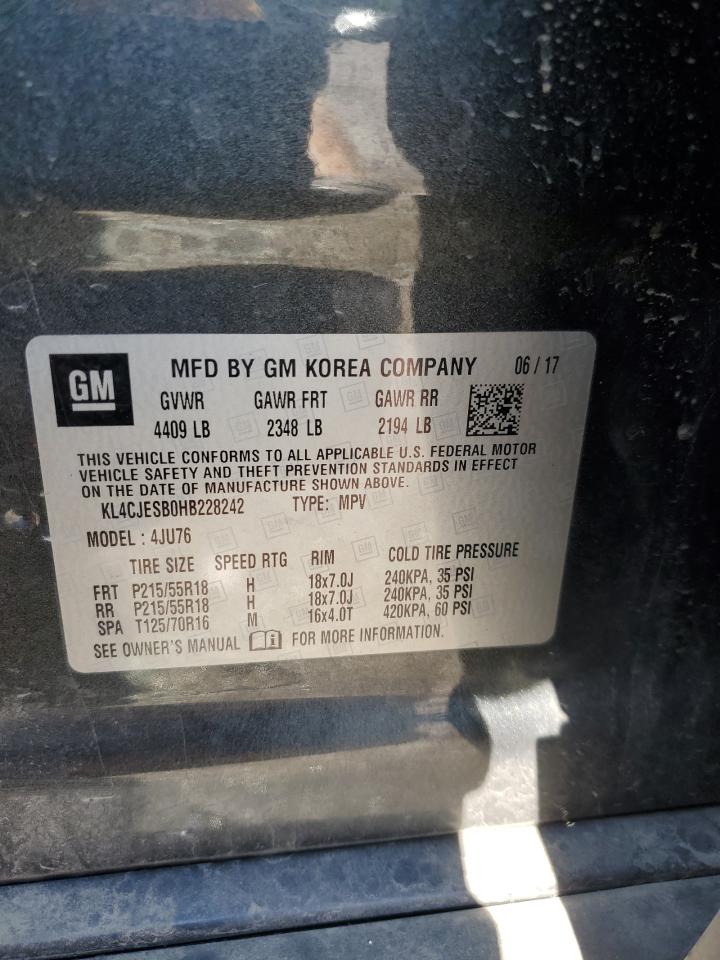 GM MFD BY GM KOREA COMPANY 06 / 17
GVWR GAWR FRT GAWR RR
4409 LB 2348 LB 2194 LB
THIS VEHICLE CONFORMS TO ALL APPLICABLE U.S. FEDERAL MOTOR
VEHICLE SAFETY AND THEFT PREVENTION STANDARDS IN EFFECT
ON THE DATE OF MANUFACTURE SHOWN ABOVE.
KL4CJESB0HB228242 TYPE: MPV
MODEL : 4JU76
TIRE SIZE SPEED RTG RIM COLD TIRE PRESSURE
FRT P215/55R18 H 18x7.0J 240KPA, 35 PSI
RR P215/55R18 H 18x7.0J 240KPA, 35 PSI
SPA T125/70R16 M 16x4.0T 420KPA, 60 PSI
SEE OWNER'S MANUAL FOR MORE INFORMATION.